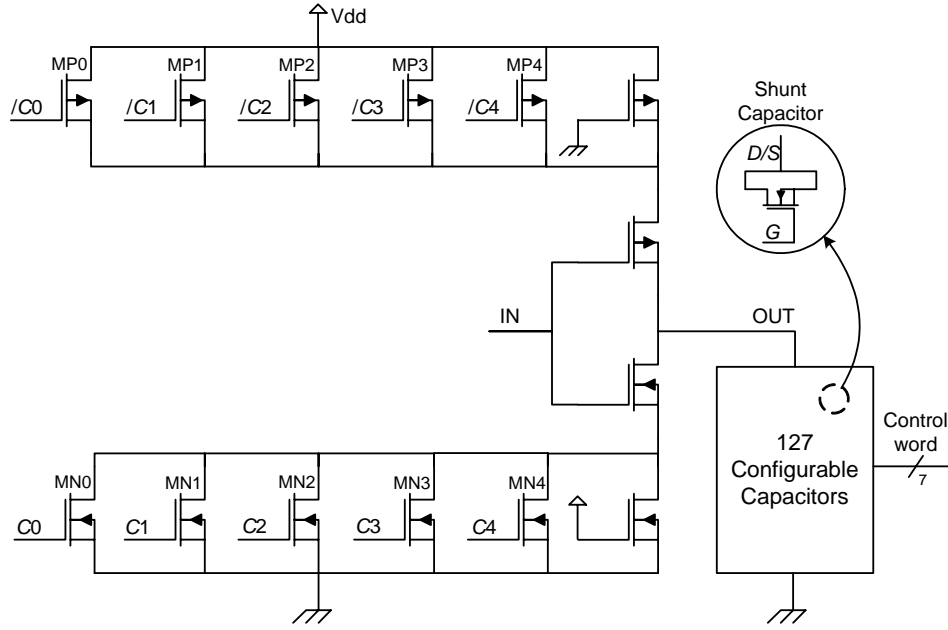 Vdd
MP0
MP1
MP2
MP3
MP4
/C0
/C1
/C2
/C3
/C4
Shunt
Capacitor
D/S
G
IN
OUT
127
Configurable
Capacitors
Control
word
7
MN0
MN1
MN2
MN3
MN4
C0
C1
C2
C3
C4